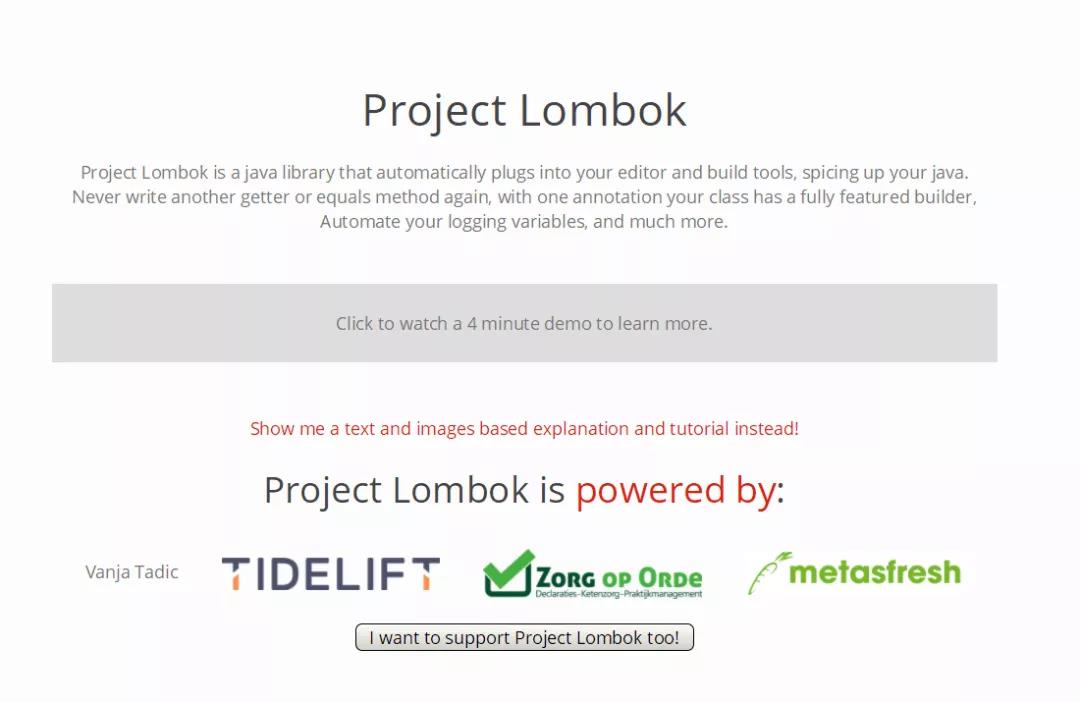 Project Lombok
Project Lombok is a java library that automatically plugs into your editor and build tools, spicing up your java.
Never write another getter or equals method again, with one annotation your class has a fully featured builder,
Automate your logging variables, and much more.
Click to watch a 4 minute demo to learn more.
Show me a text and images based explanation and tutorial instead!
Project Lombok is powered by:
Vanja Tadic
TIDELIFT
ZORG OP ORDE
Declaraties-Ketenzorg-Praktijkmanagement
metasfresh
I want to support Project Lombok too!